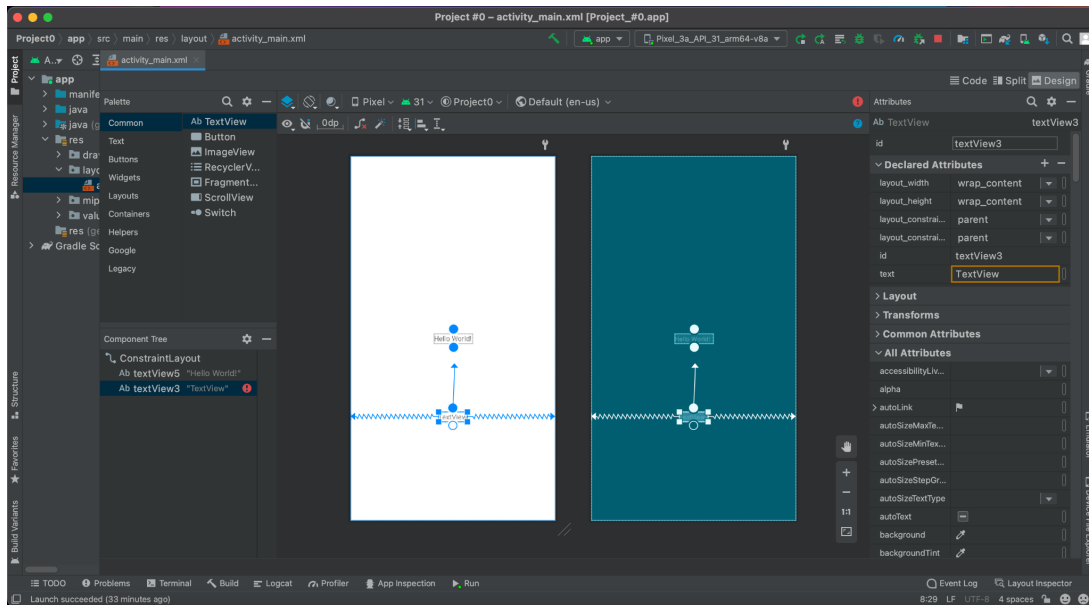 Project #0 – activity_main.xml [Project_#0.app]
Project0 app src main res layout activity_main.xml
app Pixel_3a_API_31_arm64-v8a
A..
activity_main.xml
Project
Resource Manager
Structure
Favorites
Build Variants
app
manife
java
java (g
res
dra
layo
a
mip
valu
res (ge
Gradle Sc
Code Split Design
Palette
Common
Text
Buttons
Widgets
Layouts
Containers
Helpers
Google
Legacy
Ab TextView
Button
ImageView
RecyclerV...
Fragment...
ScrollView
Switch
Pixel 31 Project0 Default (en-us)
0dp
Component Tree
ConstraintLayout
Ab textView5 "Hello World!"
Ab textView3 "TextView"
Hello World!
TextView
Hello World!
1:1
Attributes
Ab TextView textView3
id textView3
Declared Attributes
layout_width wrap_content
layout_height wrap_content
layout_constrai... parent
layout_constrai... parent
id textView3
text TextView
Layout
Transforms
Common Attributes
All Attributes
accessibilityLiv...
alpha
autoLink
autoSizeMaxTe...
autoSizeMinTex...
autoSizePreset...
autoSizeStepGr...
autoSizeTextType
autoText
background
backgroundTint
TODO Problems Terminal Build Logcat Profiler App Inspection Run
Event Log Layout Inspector
Launch succeeded (33 minutes ago)
8:29 LF UTF-8 4 spaces